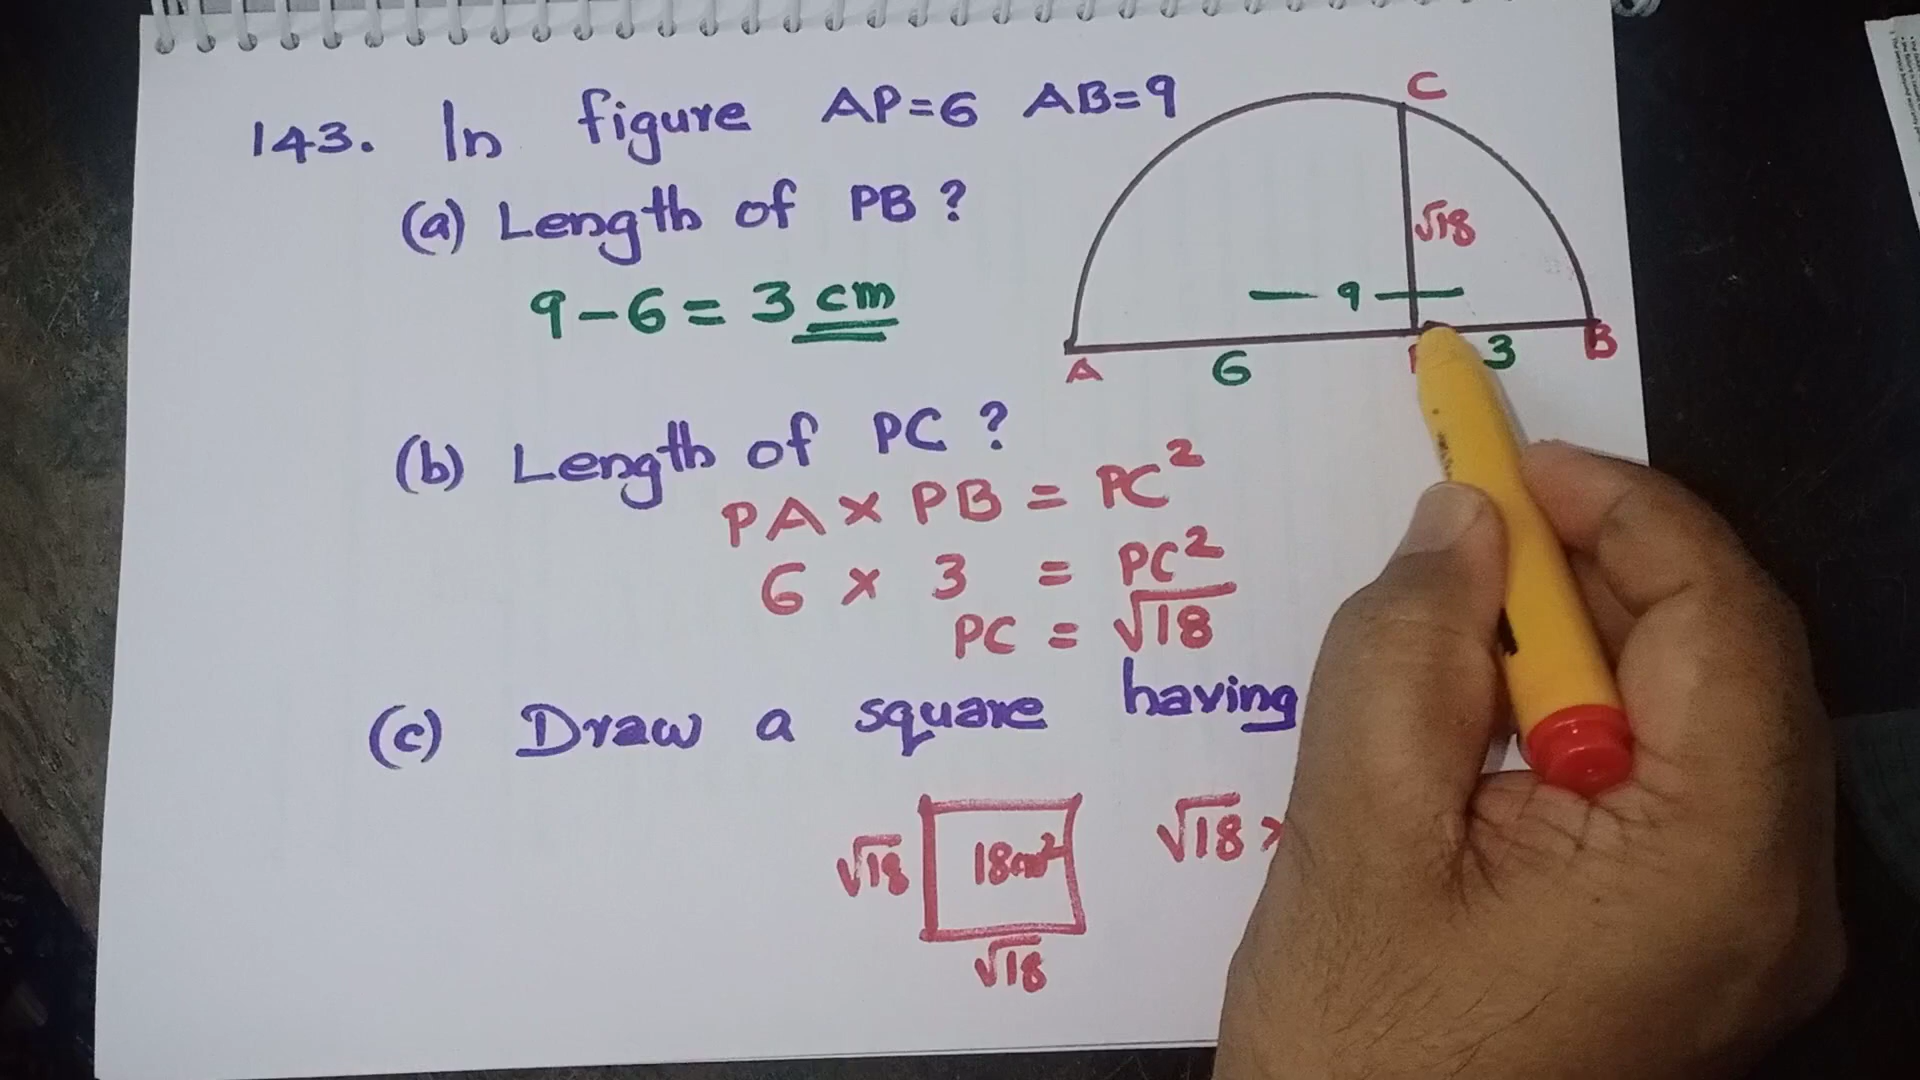 143. In figure AP=6 AB=9
(a) Length of PB ?
9-6= 3 cm
(b) Length of PC ?
PA × PB = PC²
6 × 3 = PC²
PC = √18
(c) Draw a square having
√18
18cm²
√18
√18 ×
C
√18
9
A
6
3
B